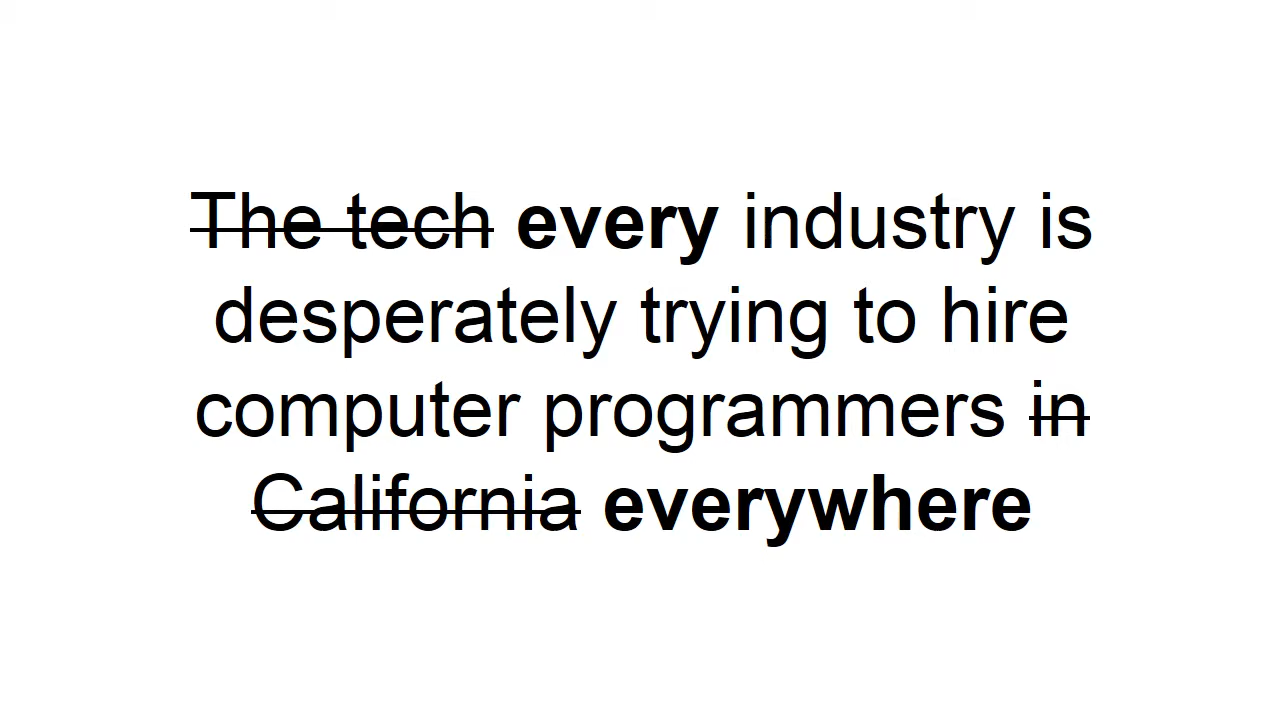 The tech every industry is
desperately trying to hire
computer programmers in
California everywhere